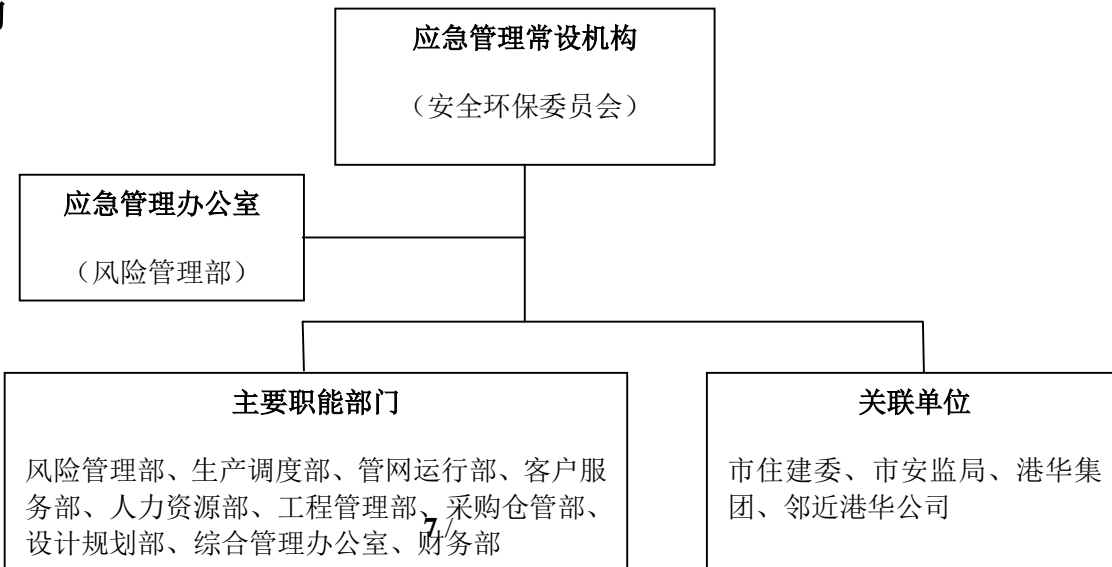 应急管理常设机构
（安全环保委员会）
应急管理办公室
（风险管理部）
主要职能部门
风险管理部、生产调度部、管网运行部、客户服
务部、人力资源部、工程管理部、采购仓管部、
设计规划部、综合管理办公室、财务部
关联单位
市住建委、市安监局、港华集
团、邻近港华公司
7 /